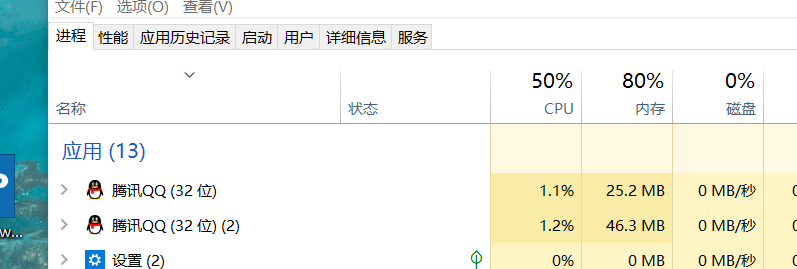 文件(F) 选项(O) 查看(V)
进程 性能 应用历史记录 启动 用户 详细信息 服务
50% 80% 0%
名称 状态 CPU 内存 磁盘
应用 (13)
腾讯QQ (32 位) 1.1% 25.2 MB 0 MB/秒
腾讯QQ (32 位) (2) 1.2% 46.3 MB 0 MB/秒
设置 (2) 0% 0 MB 0 MB/秒